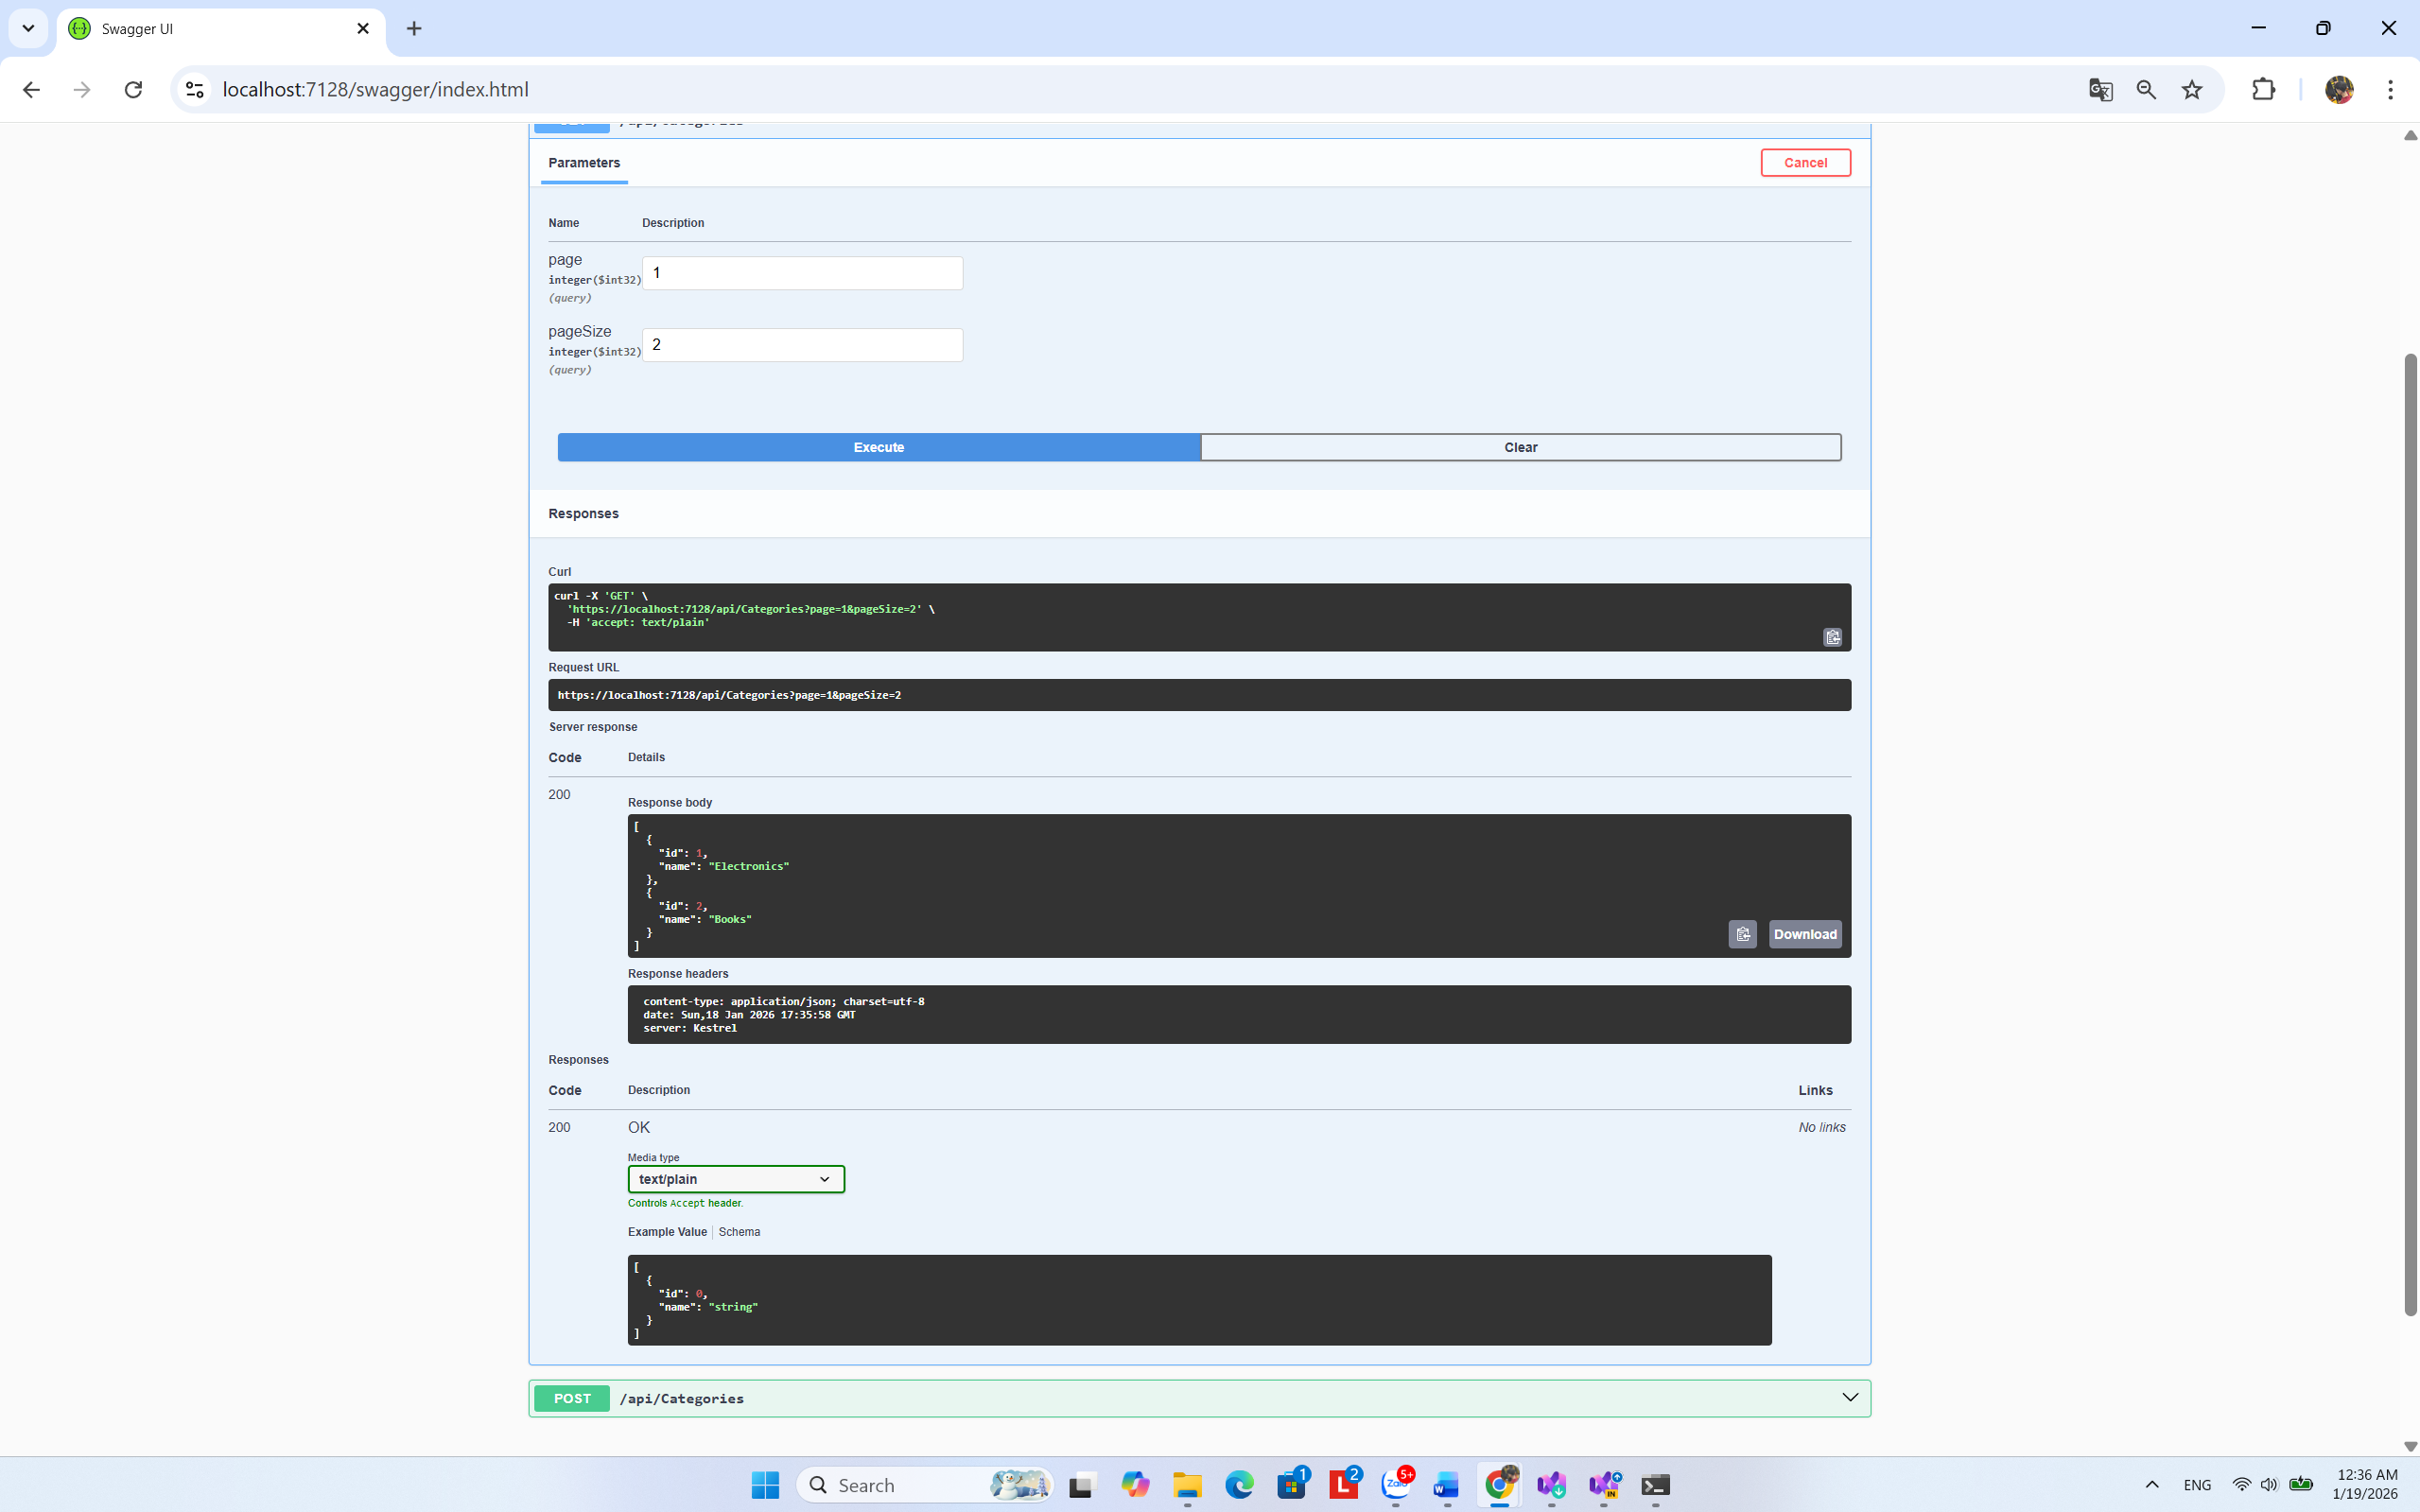 Swagger UI
localhost:7128/swagger/index.html
Parameters
Cancel
Name Description
page
integer($int32)
(query)
1
pageSize
integer($int32)
(query)
2
Execute
Clear
Responses
Curl
curl -X 'GET' \
'https://localhost:7128/api/Categories?page=1&pageSize=2' \
-H 'accept: text/plain'
Request URL
https://localhost:7128/api/Categories?page=1&pageSize=2
Server response
Code Details
200
Response body
[
{
"id": 1,
"name": "Electronics"
},
{
"id": 2,
"name": "Books"
}
]
Download
Response headers
content-type: application/json; charset=utf-8
date: Sun,18 Jan 2026 17:35:58 GMT
server: Kestrel
Responses
Code Description Links
200 OK No links
Media type
text/plain
Controls Accept header.
Example Value Schema
[
{
"id": 0,
"name": "string"
}
]
POST /api/Categories
Search
1
L 2
Zalo 5+
W
IN
ENG
12:36 AM
1/19/2026